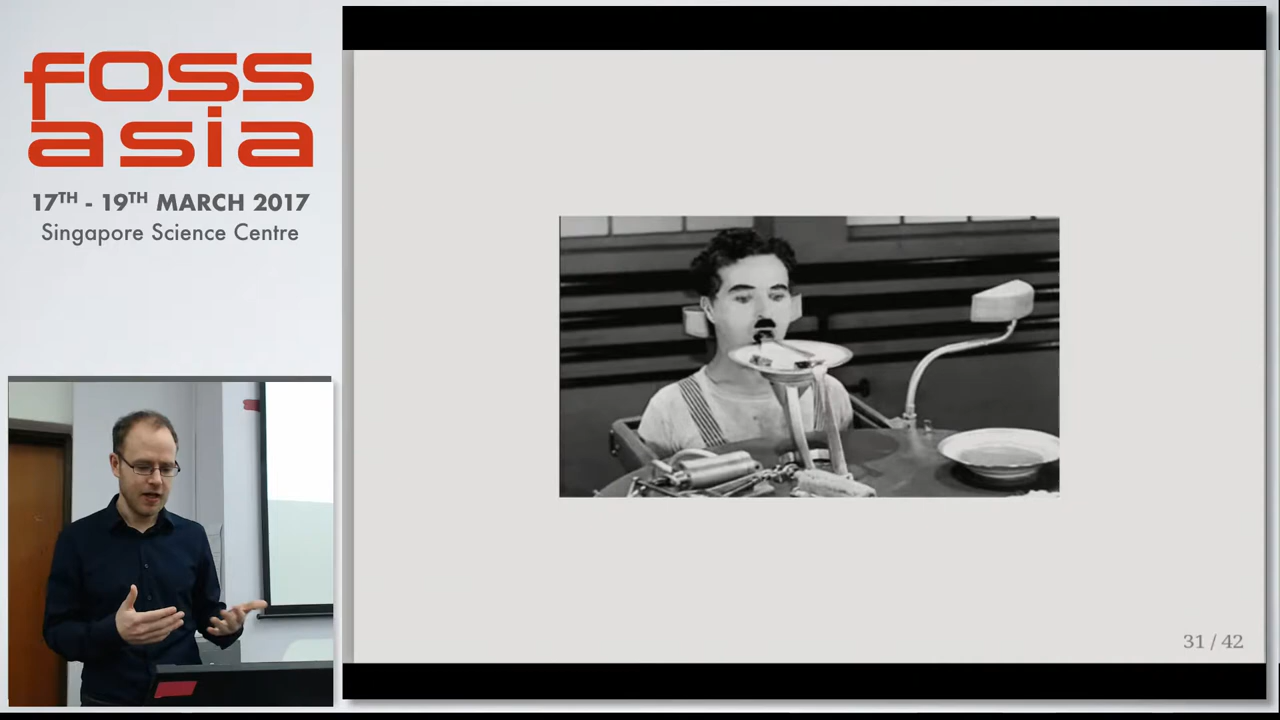 foss
asia
17TH - 19TH MARCH 2017
Singapore Science Centre
31 / 42